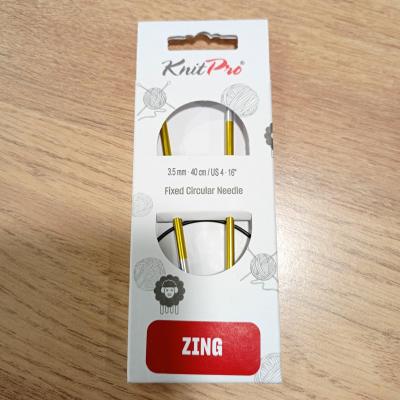 KnitPro®
3.5 mm - 40 cm / US 4 - 16"
Fixed Circular Needle
ZING